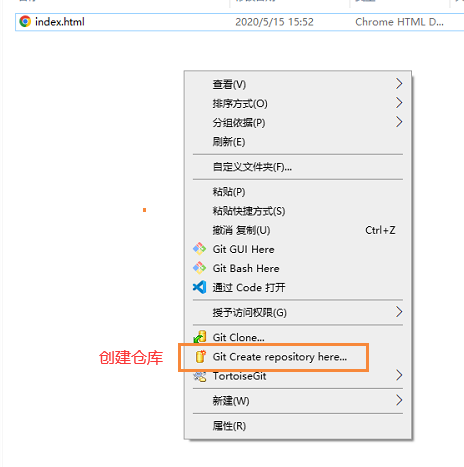 index.html 2020/5/15 15:52 Chrome HTML D...
查看(V)
排序方式(O)
分组依据(P)
刷新(E)
自定义文件夹(F)...
粘贴(P)
粘贴快捷方式(S)
撤消 复制(U) Ctrl+Z
Git GUI Here
Git Bash Here
通过 Code 打开
授予访问权限(G)
Git Clone...
创建仓库 Git Create repository here...
TortoiseGit
新建(W)
属性(R)